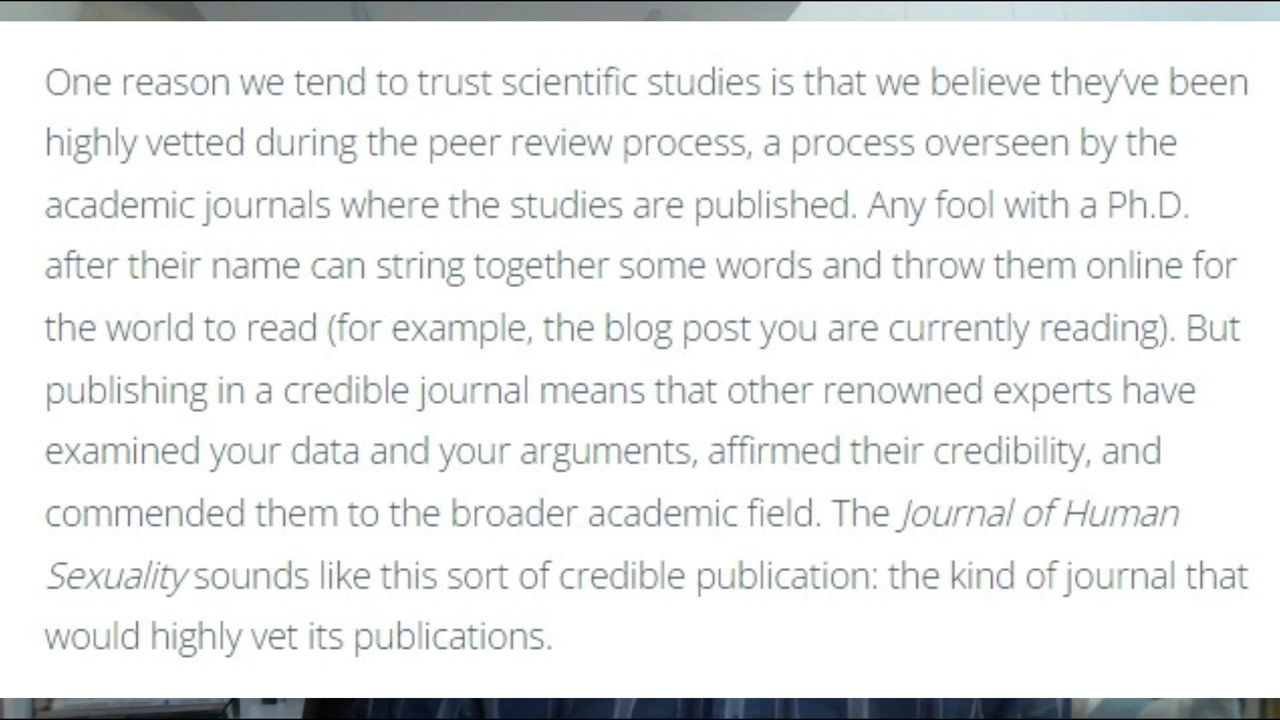 One reason we tend to trust scientific studies is that we believe they've been
highly vetted during the peer review process, a process overseen by the
academic journals where the studies are published. Any fool with a Ph.D.
after their name can string together some words and throw them online for
the world to read (for example, the blog post you are currently reading). But
publishing in a credible journal means that other renowned experts have
examined your data and your arguments, affirmed their credibility, and
commended them to the broader academic field. The Journal of Human
Sexuality sounds like this sort of credible publication: the kind of journal that
would highly vet its publications.